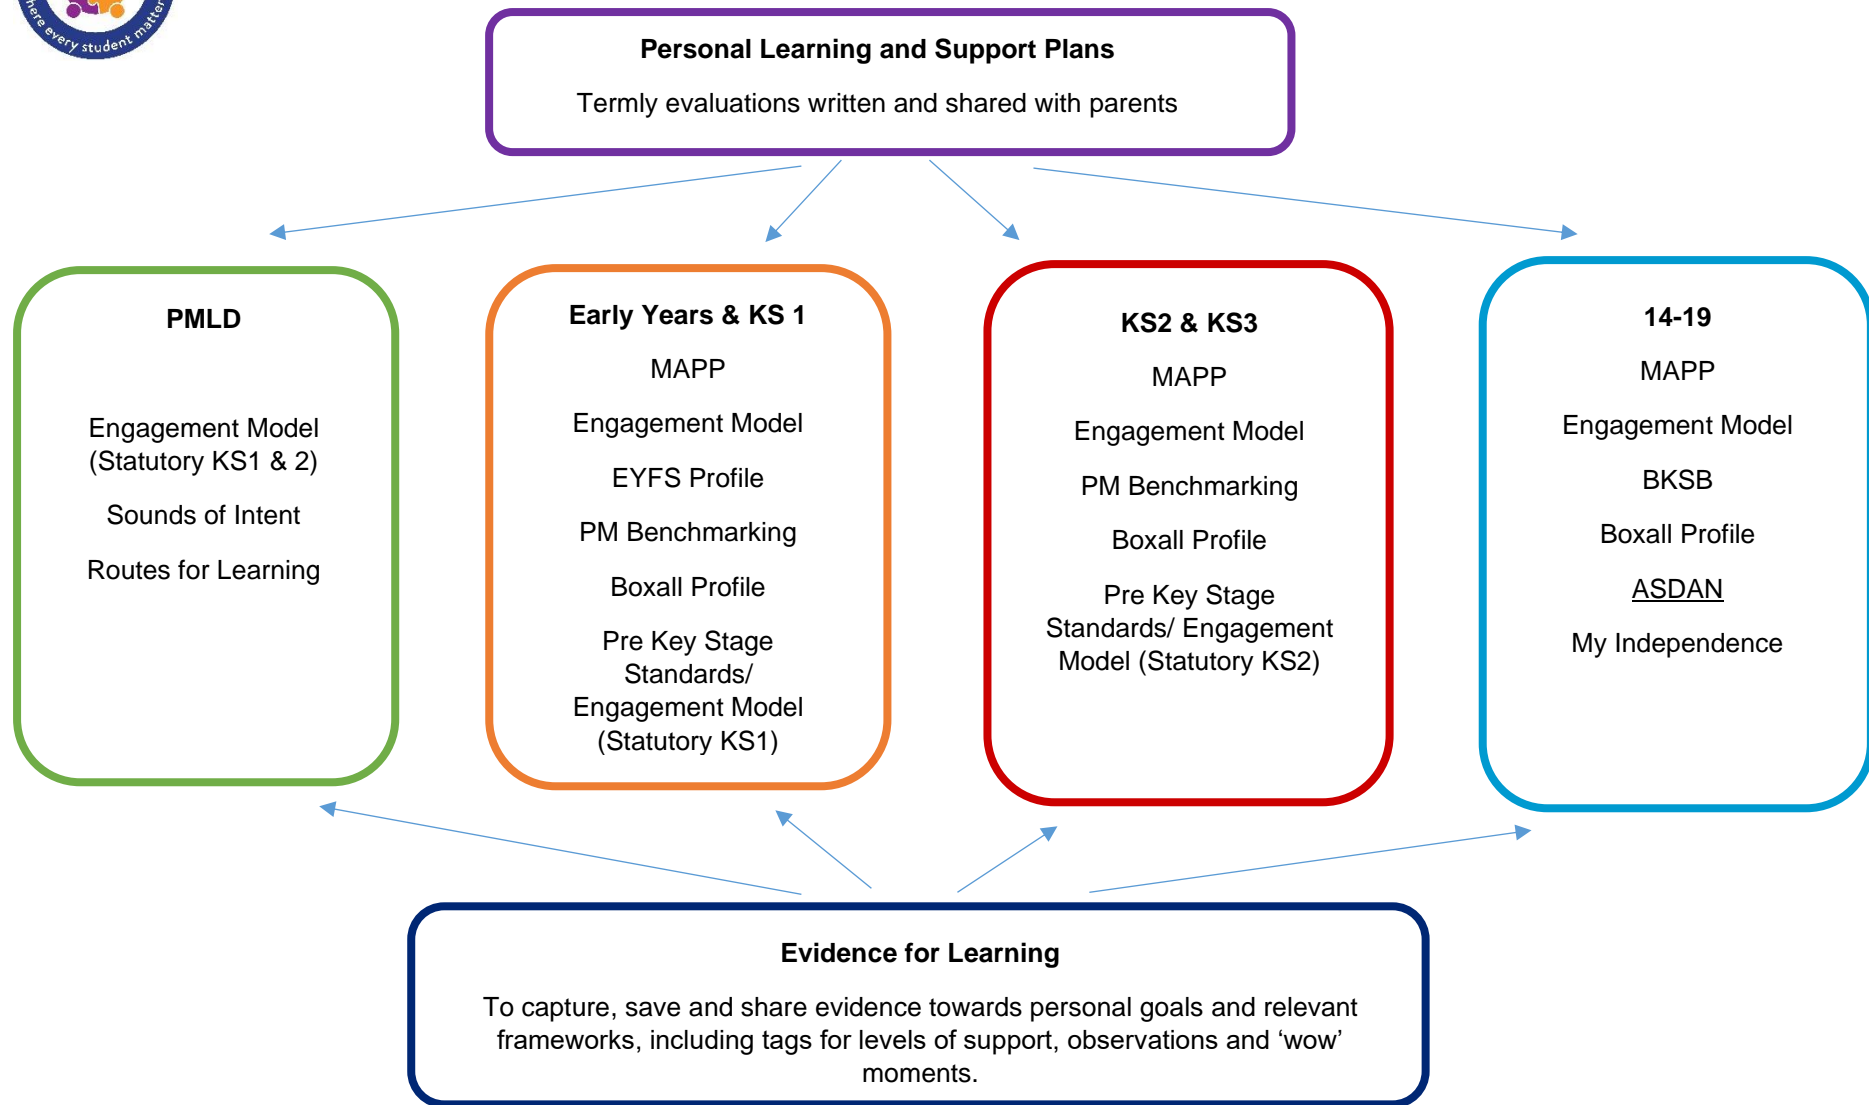 here every student matter
Personal Learning and Support Plans
Termly evaluations written and shared with parents
PMLD
Engagement Model
(Statutory KS1 & 2)
Sounds of Intent
Routes for Learning
Early Years & KS 1
MAPP
Engagement Model
EYFS Profile
PM Benchmarking
Boxall Profile
Pre Key Stage
Standards/
Engagement Model
(Statutory KS1)
KS2 & KS3
MAPP
Engagement Model
PM Benchmarking
Boxall Profile
Pre Key Stage
Standards/ Engagement
Model (Statutory KS2)
14-19
MAPP
Engagement Model
BKSB
Boxall Profile
ASDAN
My Independence
Evidence for Learning
To capture, save and share evidence towards personal goals and relevant
frameworks, including tags for levels of support, observations and ‘wow’
moments.